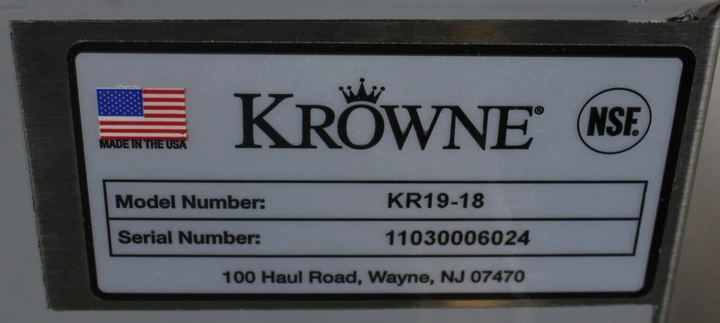 MADE IN THE USA
KROWNE®
NSF®
Model Number: KR19-18
Serial Number: 11030006024
100 Haul Road, Wayne, NJ 07470